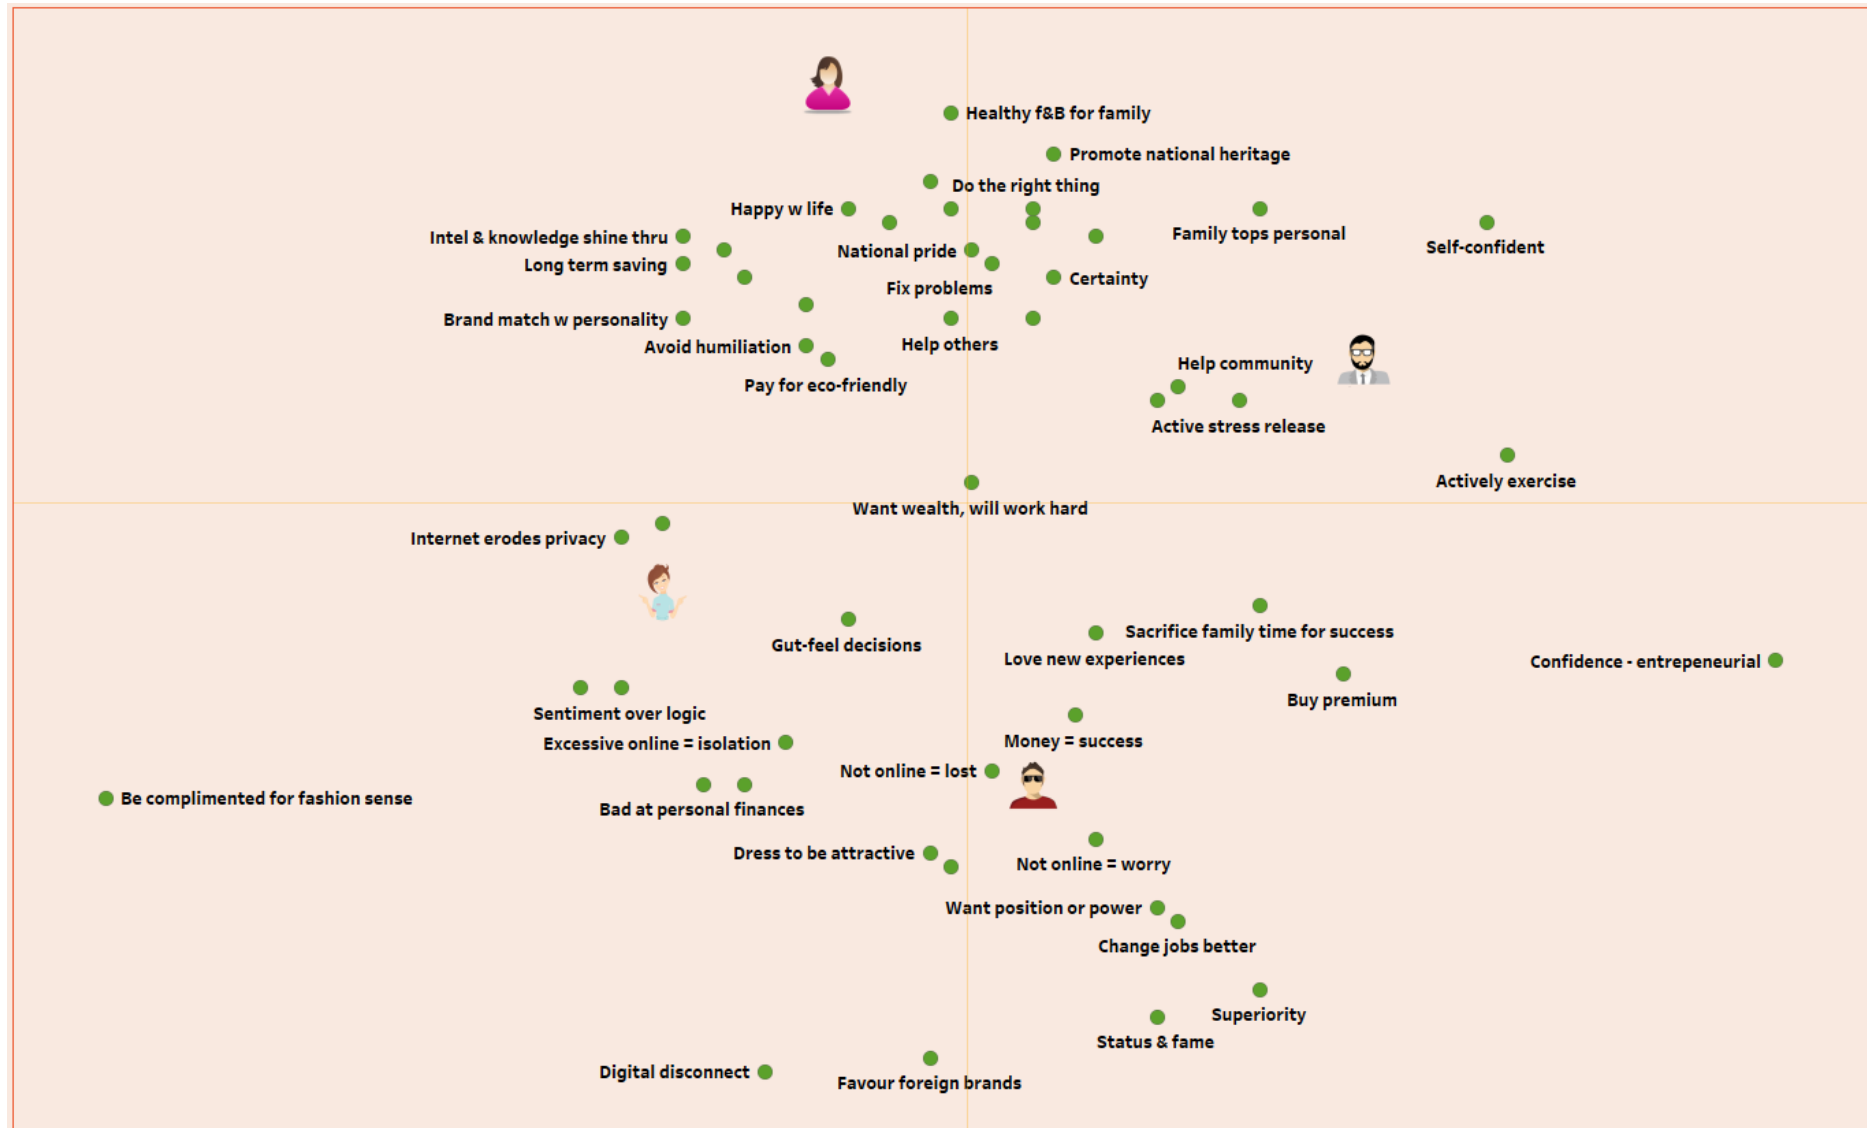 Healthy f&B for family
Promote national heritage
Do the right thing
Happy w life
Family tops personal
Intel & knowledge shine thru
Self-confident
National pride
Long term saving
Certainty
Fix problems
Brand match w personality
Help others
Avoid humiliation
Help community
Pay for eco-friendly
Active stress release
Actively exercise
Want wealth, will work hard
Internet erodes privacy
Sacrifice family time for success
Gut-feel decisions
Love new experiences
Confidence - entrepeneurial
Buy premium
Sentiment over logic
Money = success
Excessive online = isolation
Not online = lost
Be complimented for fashion sense
Bad at personal finances
Dress to be attractive
Not online = worry
Want position or power
Change jobs better
Superiority
Status & fame
Digital disconnect
Favour foreign brands